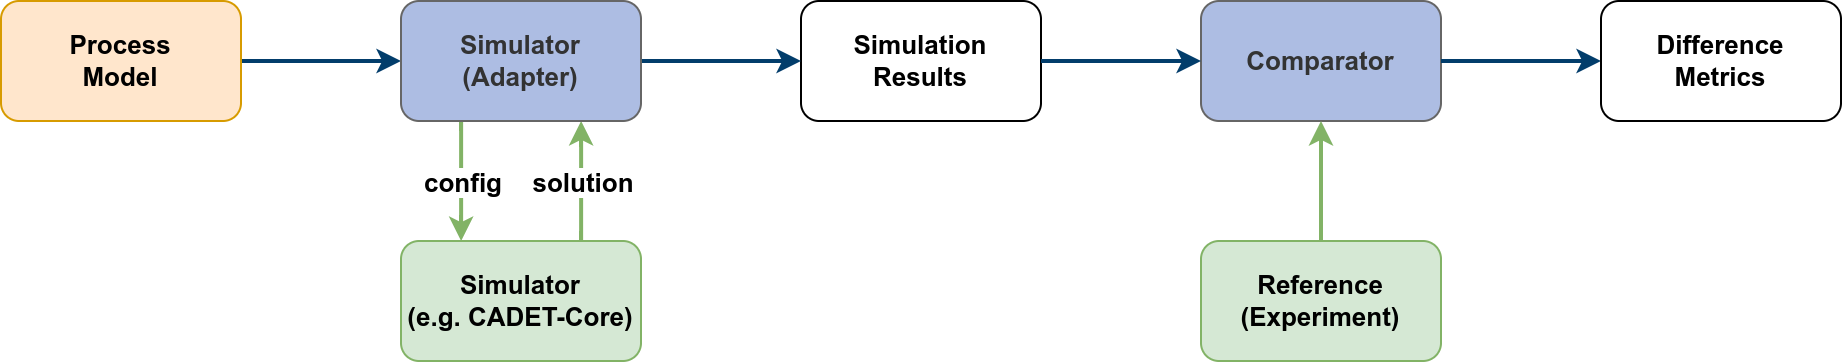 Process
Model
Simulator
(Adapter)
Simulation
Results
Comparator
Difference
Metrics
config
solution
Simulator
(e.g. CADET-Core)
Reference
(Experiment)